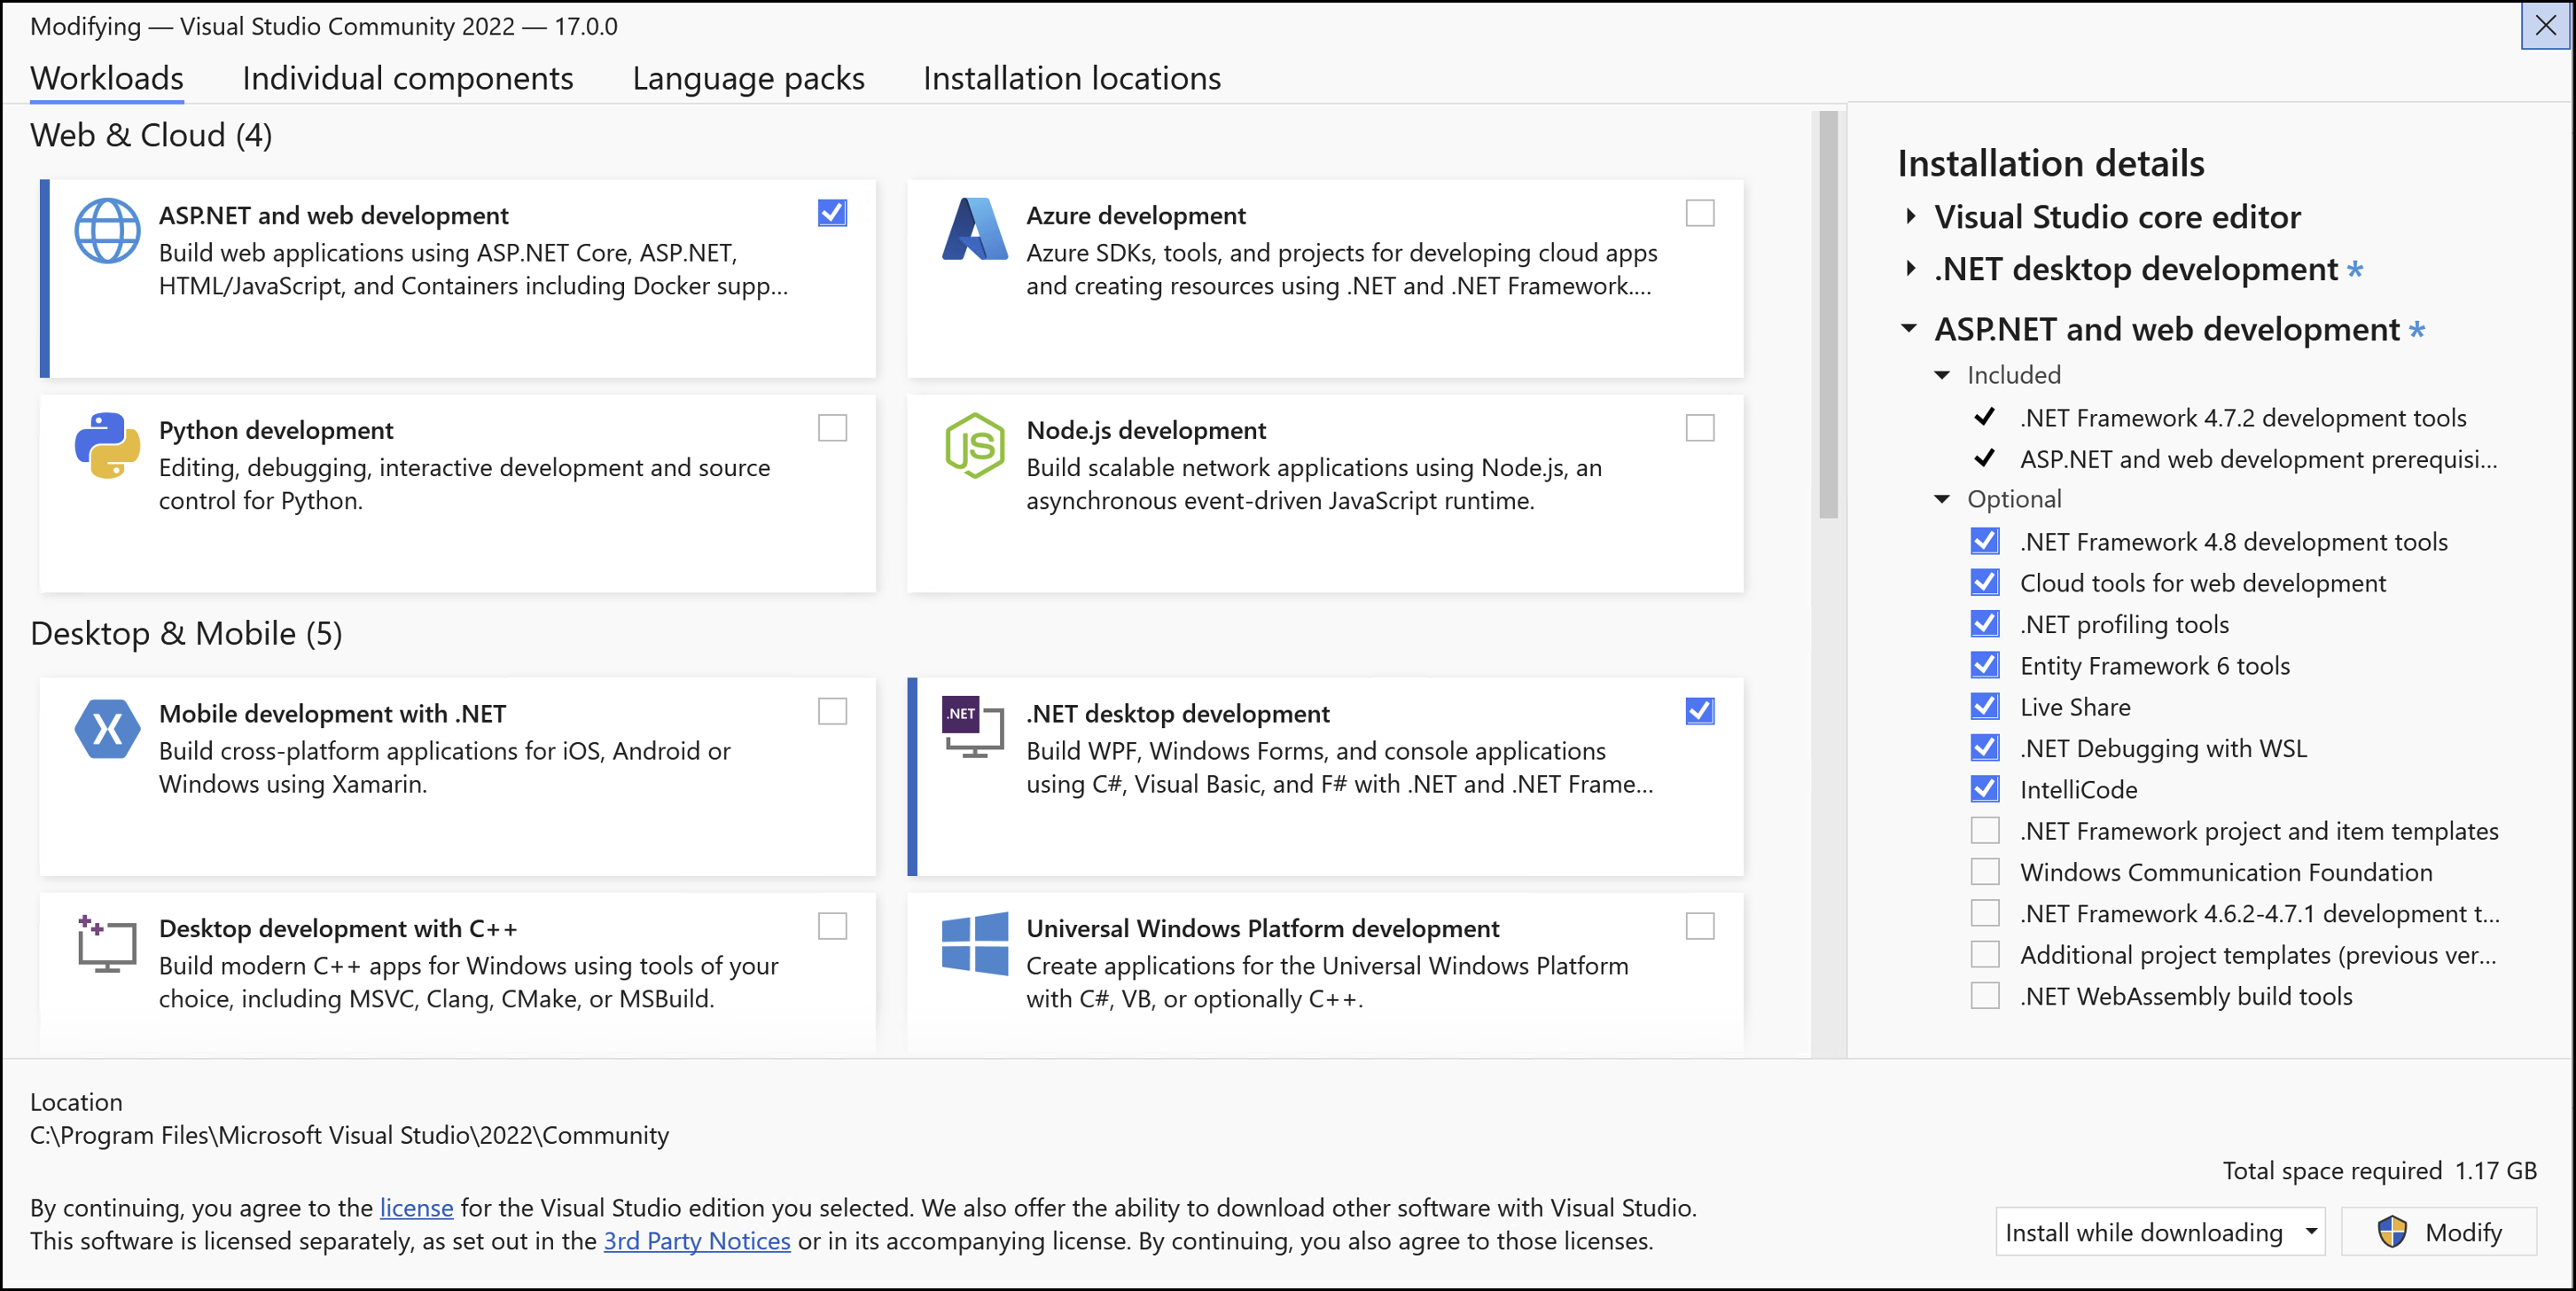 Modifying — Visual Studio Community 2022 — 17.0.0
Workloads
Individual components
Language packs
Installation locations
Web & Cloud (4)
ASP.NET and web development
Build web applications using ASP.NET Core, ASP.NET,
HTML/JavaScript, and Containers including Docker supp...
Azure development
Azure SDKs, tools, and projects for developing cloud apps
and creating resources using .NET and .NET Framework....
Python development
Editing, debugging, interactive development and source
control for Python.
JS
Node.js development
Build scalable network applications using Node.js, an
asynchronous event-driven JavaScript runtime.
Desktop & Mobile (5)
Mobile development with .NET
Build cross-platform applications for iOS, Android or
Windows using Xamarin.
.NET
.NET desktop development
Build WPF, Windows Forms, and console applications
using C#, Visual Basic, and F# with .NET and .NET Frame...
Desktop development with C++
Build modern C++ apps for Windows using tools of your
choice, including MSVC, Clang, CMake, or MSBuild.
Universal Windows Platform development
Create applications for the Universal Windows Platform
with C#, VB, or optionally C++.
Installation details
Visual Studio core editor
.NET desktop development *
ASP.NET and web development *
Included
.NET Framework 4.7.2 development tools
ASP.NET and web development prerequisi...
Optional
.NET Framework 4.8 development tools
Cloud tools for web development
.NET profiling tools
Entity Framework 6 tools
Live Share
.NET Debugging with WSL
IntelliCode
.NET Framework project and item templates
Windows Communication Foundation
.NET Framework 4.6.2-4.7.1 development t...
Additional project templates (previous ver...
.NET WebAssembly build tools
Location
C:\Program Files\Microsoft Visual Studio\2022\Community
By continuing, you agree to the license for the Visual Studio edition you selected. We also offer the ability to download other software with Visual Studio.
This software is licensed separately, as set out in the 3rd Party Notices or in its accompanying license. By continuing, you also agree to those licenses.
Total space required 1.17 GB
Install while downloading
Modify